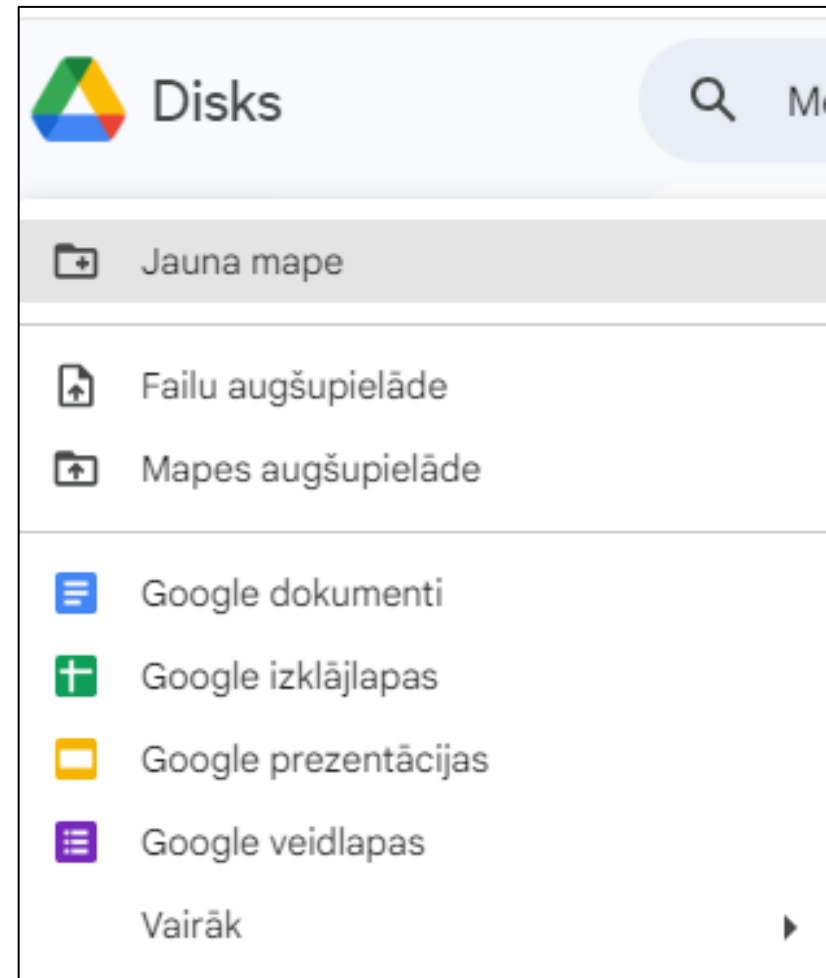 Disks
Jauna mape
Failu augšupielāde
Mapes augšupielāde
Google dokumenti
Google izklājlapas
Google prezentācijas
Google veidlapas
Vairāk